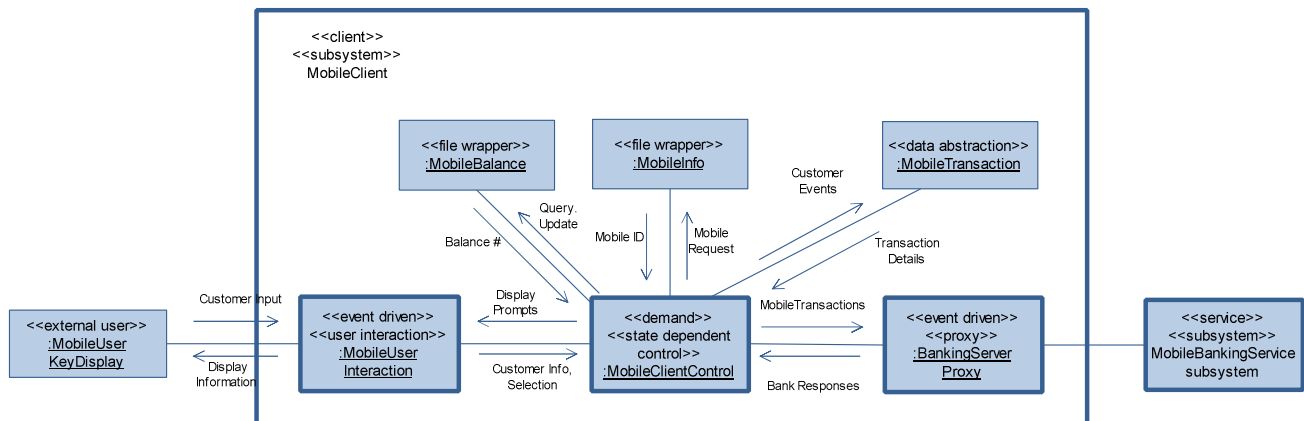 <<client>>
<<subsystem>>
MobileClient
<<file wrapper>>
:MobileBalance
<<file wrapper>>
:MobileInfo
<<data abstraction>>
:MobileTransaction
Customer
Events
Query.
Update
Balance #
Mobile ID
Mobile
Request
Transaction
Details
Customer Input
Display
Prompts
MobileTransactions
<<external user>>
:MobileUser
KeyDisplay
<<event driven>>
<<user interaction>>
:MobileUser
Interaction
<<demand>>
<<state dependent
control>>
:MobileClientControl
<<event driven>>
<<proxy>>
:BankingServer
Proxy
<<service>>
<<subsystem>>
MobileBankingService
subsystem
Display
Information
Customer Info,
Selection
Bank Responses